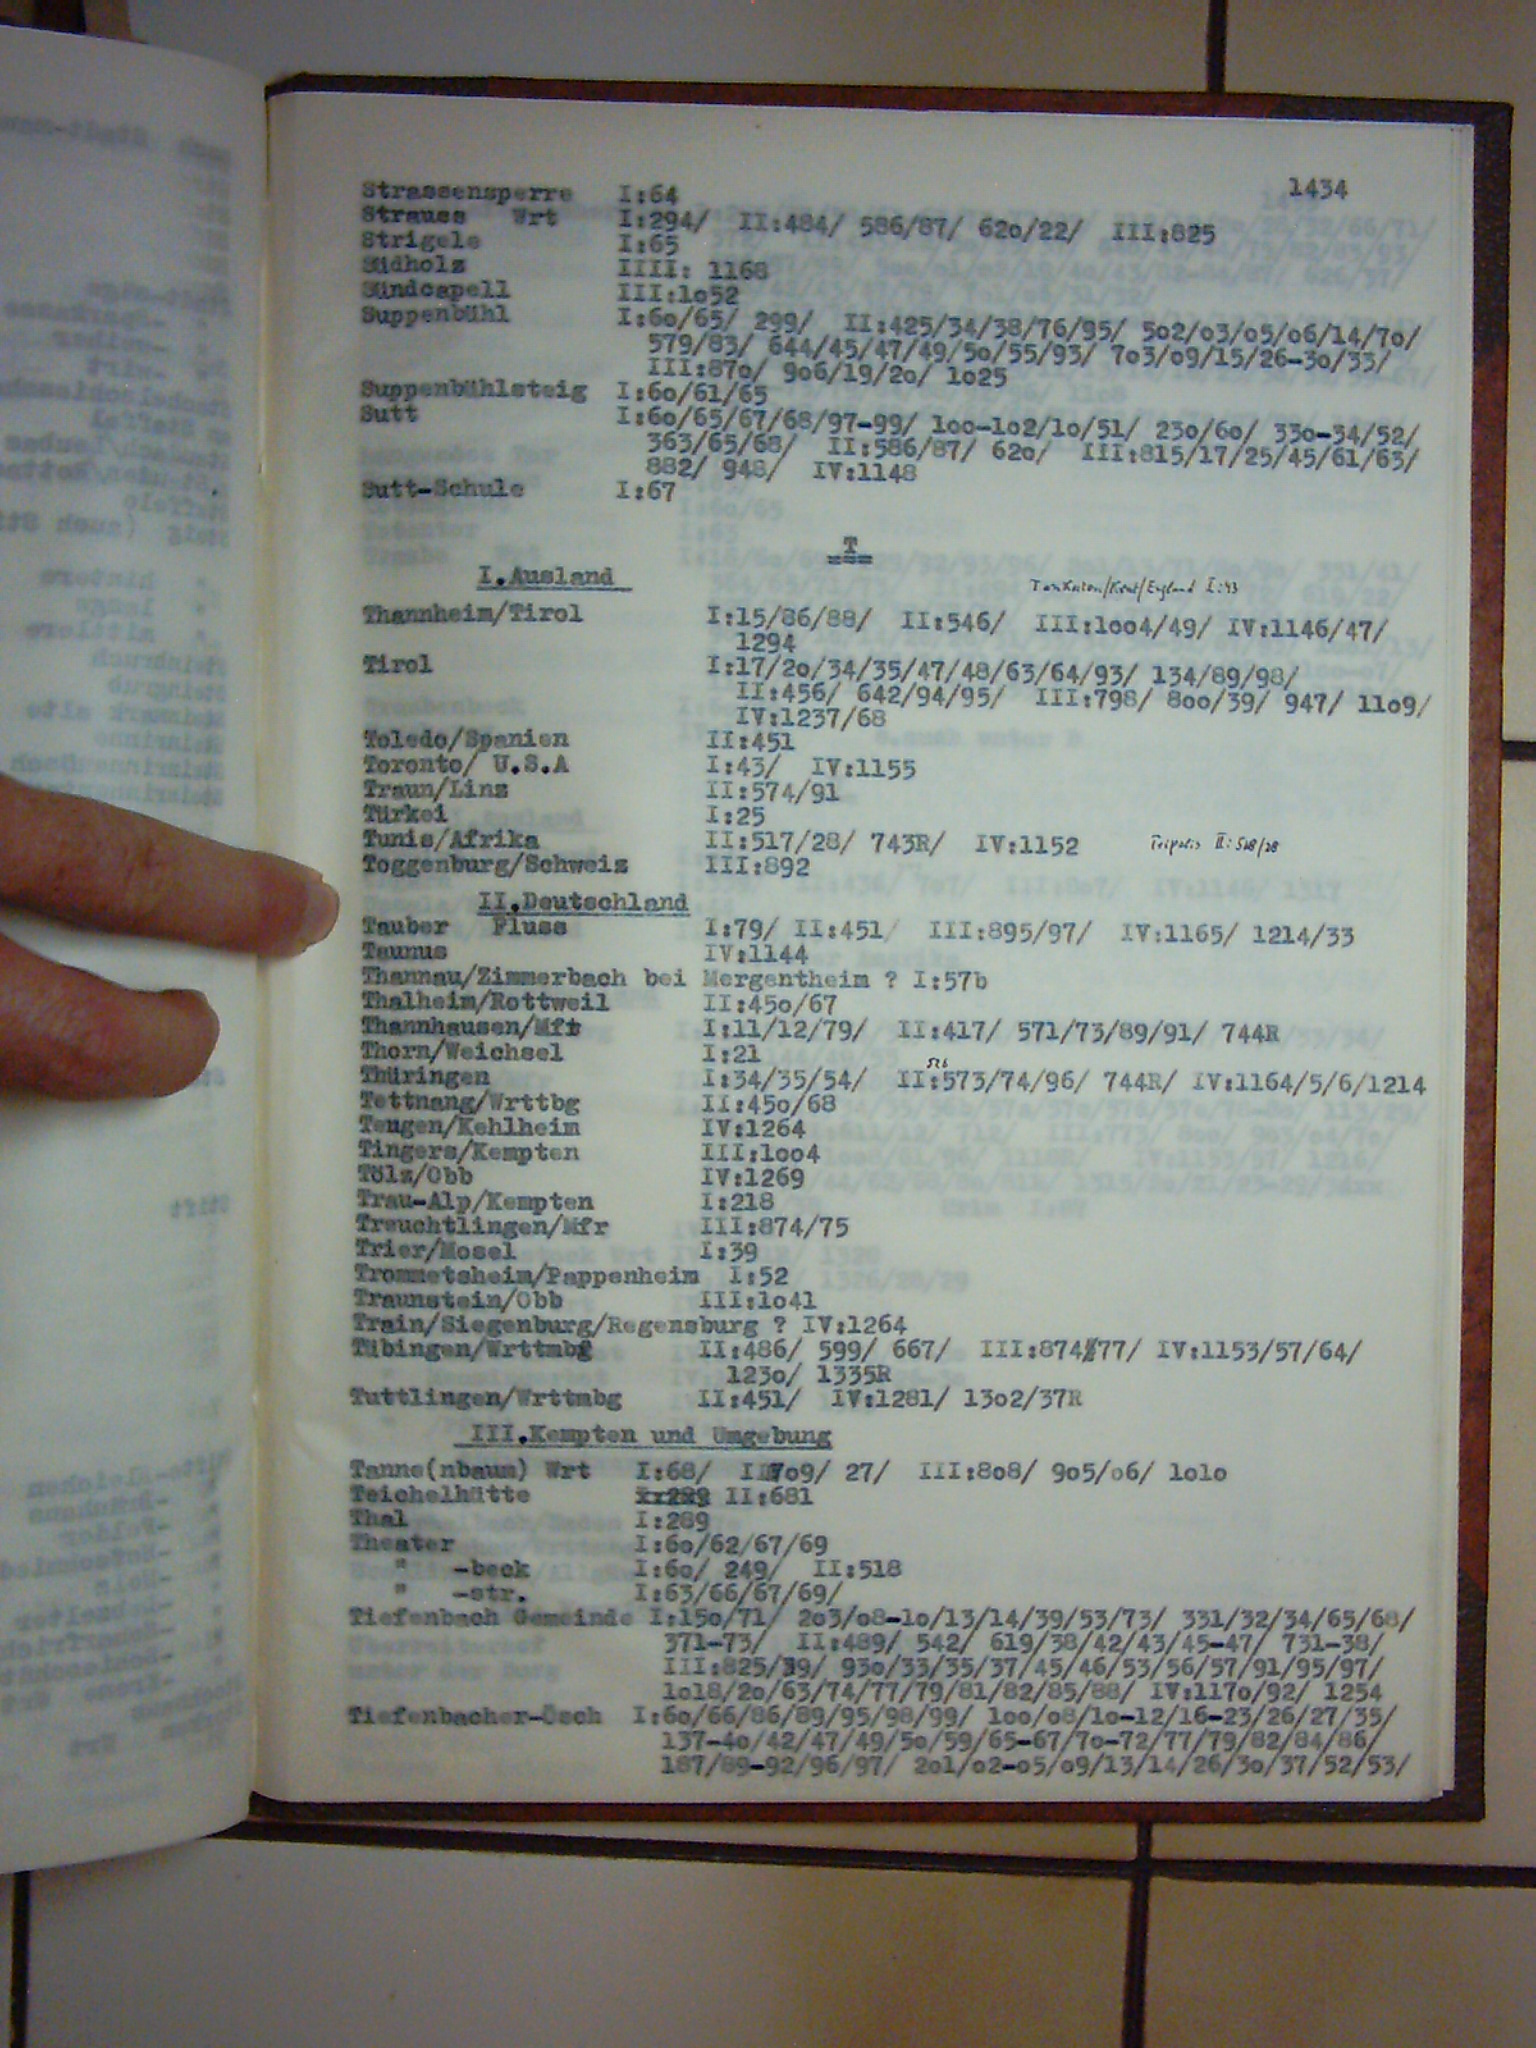 1434
Strassensperre I:64
Strauss Wrt I:294/ II:484/ 586/87/ 62o/22/ III:825
Strigele I:65
Südholz IIII: 1168
Sündcapell III:1o52
Suppenbühl I:6o/65/ 299/ II:425/34/38/76/95/ 5o2/o3/o5/o6/14/7o/
579/83/ 644/45/47/49/5o/55/93/ 7o3/o9/15/26-3o/33/
III:87o/ 9o6/19/2o/ 1o25
Suppenbühlsteig I:6o/61/65
Sutt I:6o/65/67/68/97-99/ 1oo-1o2/1o/51/ 23o/6o/ 33o-34/52/
363/65/68/ II:586/87/ 62o/ III:815/17/25/45/61/63/
882/ 948/ IV:1148
Sutt-Schule I:67
T
I.Ausland
/Kent/England I:43
Thannheim/Tirol I:15/86/88/ II:546/ III:1oo4/49/ IV:1146/47/
1294
Tirol I:17/2o/34/35/47/48/63/64/93/ 134/89/98/
II:456/ 642/94/95/ III:798/ 8oo/39/ 947/ 11o9/
IV:1237/68
Toledo/Spanien II:451
Toronto/ U.S.A I:43/ IV:1155
Traun/Linz II:574/91
Türkei I:25
Tunis/Afrika II:517/28/ 743R/ IV:1152 Tripolis II:528/28
Toggenburg/Schweiz III:892
II.Deutschland
Tauber Fluss I:79/ II:451/ III:895/97/ IV:1165/ 1214/33
Taunus IV:1144
Thannau/Zimmerbach bei Mergentheim ? I:57b
Thalheim/Rottweil II:45o/67
Thannhausen/Mfr I:11/12/79/ II:417/ 571/73/89/91/ 744R
Thorn/Weichsel I:21
526
Thüringen I:34/35/54/ II:573/74/96/ 744R/ IV:1164/5/6/1214
Tettnang/Wrttbg II:45o/68
Teugen/Kehlheim IV:1264
Tingers/Kempten III:1oo4
Tölz/Obb IV:1269
Trau-Alp/Kempten I:218
Treuchtlingen/Mfr III:874/75
Trier/Mosel I:39
Trommetsheim/Pappenheim I:52
Traunstein/Obb III:1o41
Train/Siegenburg/Regensburg ? IV:1264
Tübingen/Wrttmbg II:486/ 599/ 667/ III:874/77/ IV:1153/57/64/
123o/ 1335R
Tuttlingen/Wrttmbg II:451/ IV:1281/ 13o2/37R
III.Kempten und Umgebung
Tanne(nbaum) Wrt I:68/ II:7o9/ 27/ III:8o8/ 9o5/o6/ 1o1o
Teichelhütte II:681
Thal I:289
Theater I:6o/62/67/69
" -beck I:6o/ 249/ II:518
" -str. I:63/66/67/69/
Tiefenbach Gemeinde I:15o/71/ 2o3/o8-1o/13/14/39/53/73/ 331/32/34/65/68/
371-73/ II:489/ 542/ 619/38/42/43/45-47/ 731-38/
III:825/39/ 93o/33/35/37/45/46/53/56/57/91/95/97/
1o18/2o/63/74/77/79/81/82/85/88/ IV:117o/92/ 1254
Tiefenbacher-Ösch I:6o/66/86/89/95/98/99/ 1oo/o8/1o-12/16-23/26/27/35/
137-4o/42/47/49/5o/59/65-67/7o-72/77/79/82/84/86/
187/89-92/96/97/ 2o1/o2-o5/o9/13/14/26/3o/37/52/53/